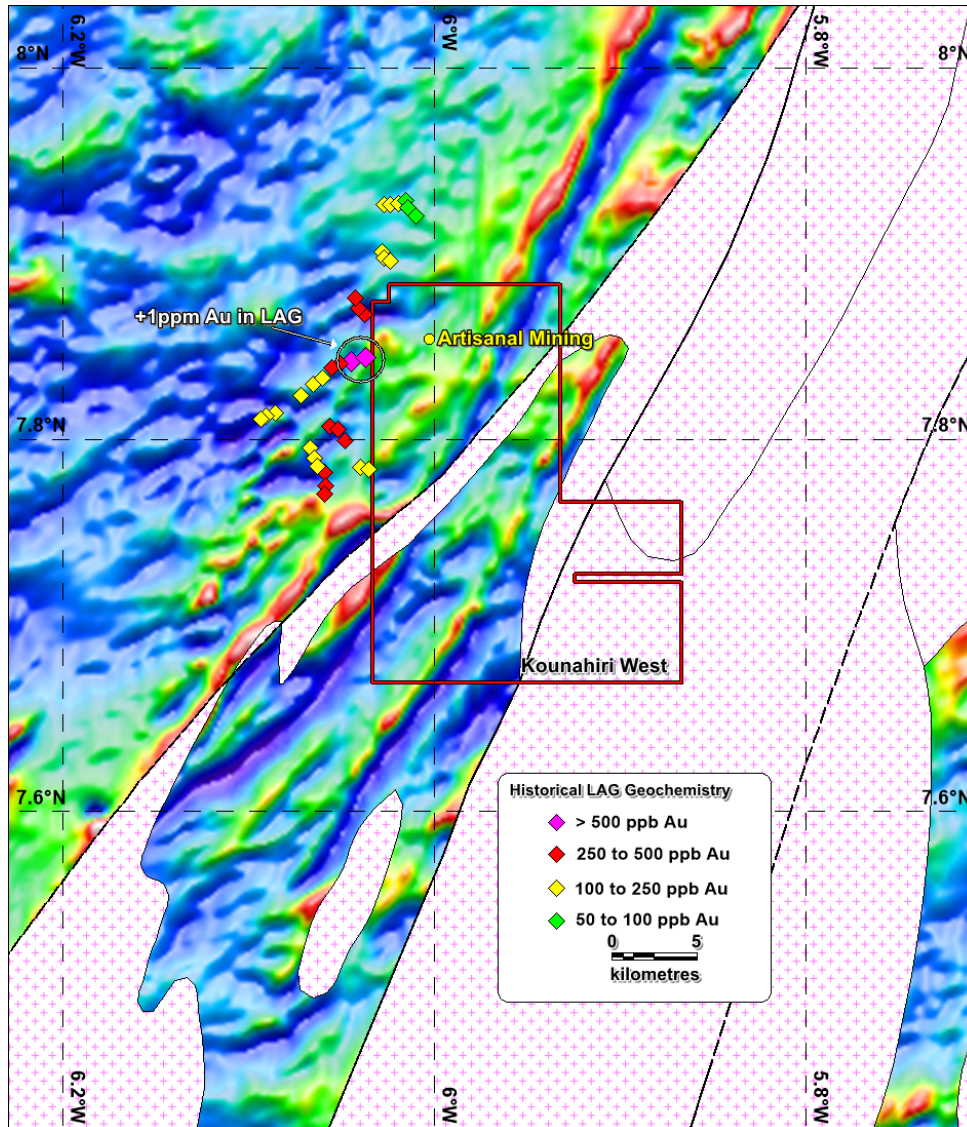 6.2°W
6°W
5.8°W
8°N
8°N
+1ppm Au in LAG
Artisanal Mining
7.8°N
7.8°N
Kounahiri West
7.6°N
7.6°N
Historical LAG Geochemistry
> 500 ppb Au
250 to 500 ppb Au
100 to 250 ppb Au
50 to 100 ppb Au
0 5
kilometres
6.2°W
6°W
5.8°W